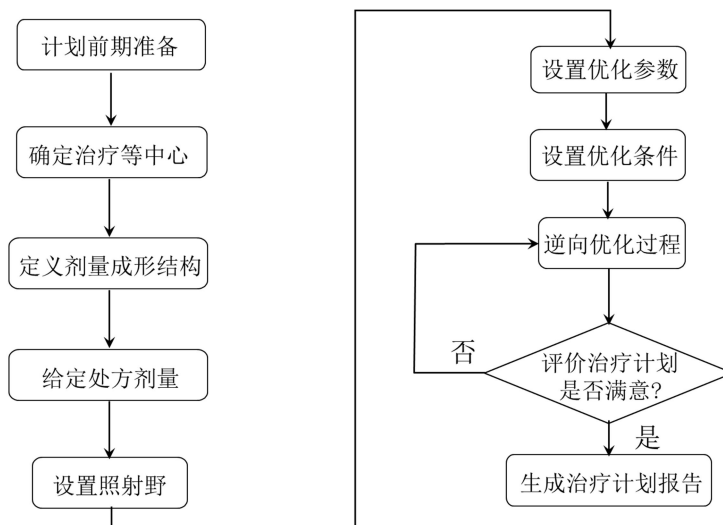 计划前期准备
确定治疗等中心
定义剂量成形结构
给定处方剂量
设置照射野
设置优化参数
设置优化条件
逆向优化过程
评价治疗计划
是否满意?
否
是
生成治疗计划报告